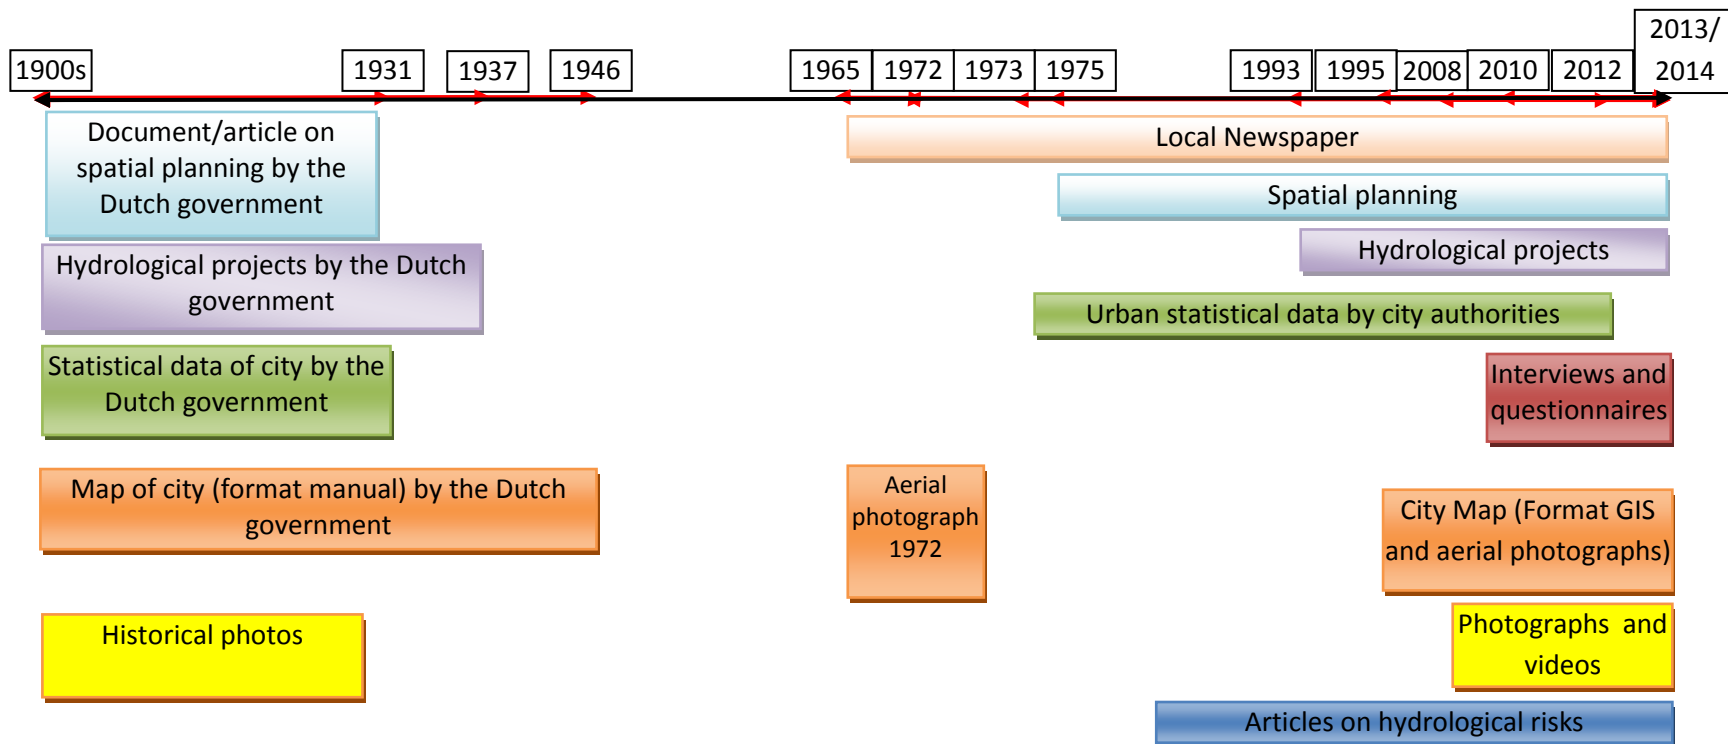 2013/
2014
1900s
1931
1937
1946
1965
1972
1973
1975
1993
1995
2008
2010
2012
Document/article on
spatial planning by the
Dutch government
Local Newspaper
Spatial planning
Hydrological projects by the Dutch
government
Hydrological projects
Urban statistical data by city authorities
Statistical data of city by the
Dutch government
Interviews and
questionnaires
Map of city (format manual) by the Dutch
government
Aerial
photograph
1972
City Map (Format GIS
and aerial photographs)
Historical photos
Photographs and
videos
Articles on hydrological risks